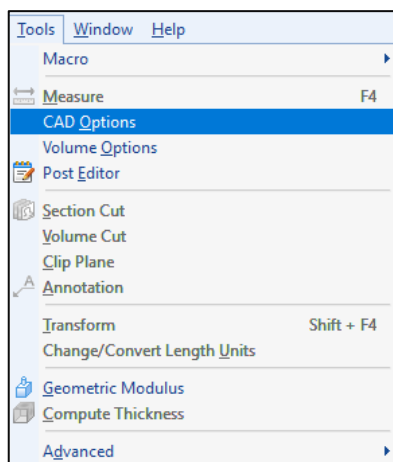 Tools Window Help
Macro
Measure F4
CAD Options
Volume Options
Post Editor
Section Cut
Volume Cut
Clip Plane
A Annotation
Transform Shift + F4
Change/Convert Length Units
Geometric Modulus
Compute Thickness
Advanced